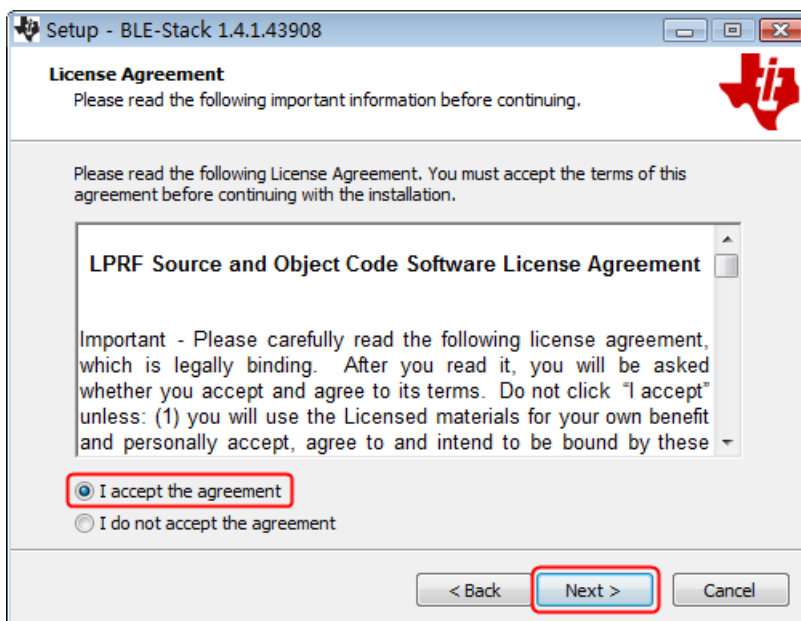 Setup - BLE-Stack 1.4.1.43908
License Agreement
Please read the following important information before continuing.
Please read the following License Agreement. You must accept the terms of this
agreement before continuing with the installation.
LPRF Source and Object Code Software License Agreement
Important - Please carefully read the following license agreement,
which is legally binding.  After you read it, you will be asked
whether you accept and agree to its terms.  Do not click “I accept”
unless: (1) you will use the Licensed materials for your own benefit
and personally accept, agree to and intend to be bound by these
I accept the agreement
I do not accept the agreement
< Back Next > Cancel